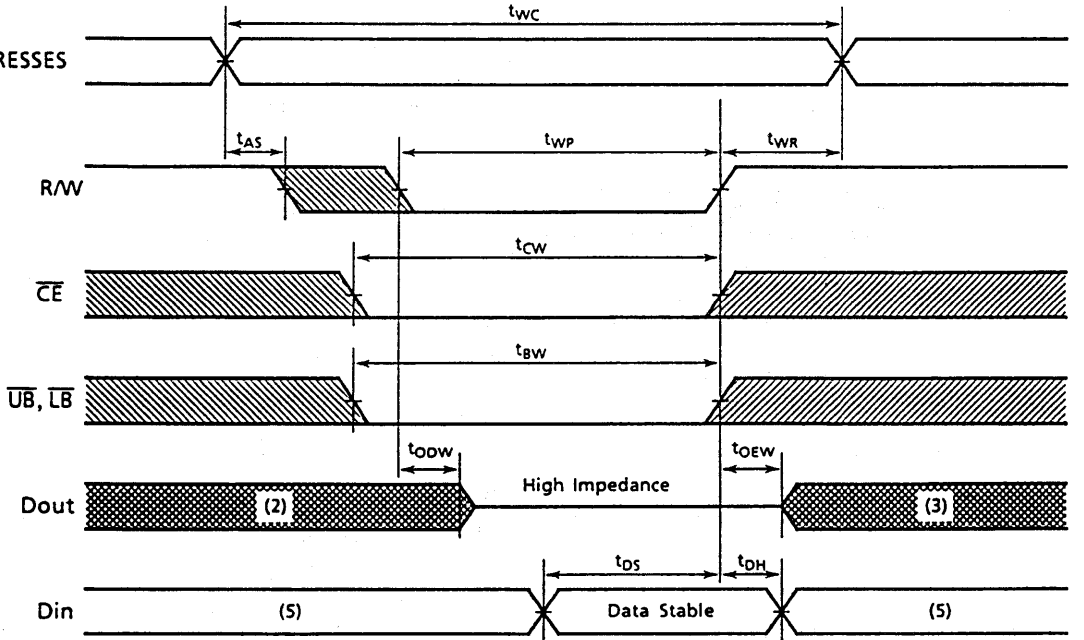 tWC
RESSES
tAS
tWP
tWR
R/W
tCW
CE
tBW
UB, LB
tODW
tOEW
High Impedance
Dout
(2)
(3)
tDS
tDH
Din
(5)
Data Stable
(5)